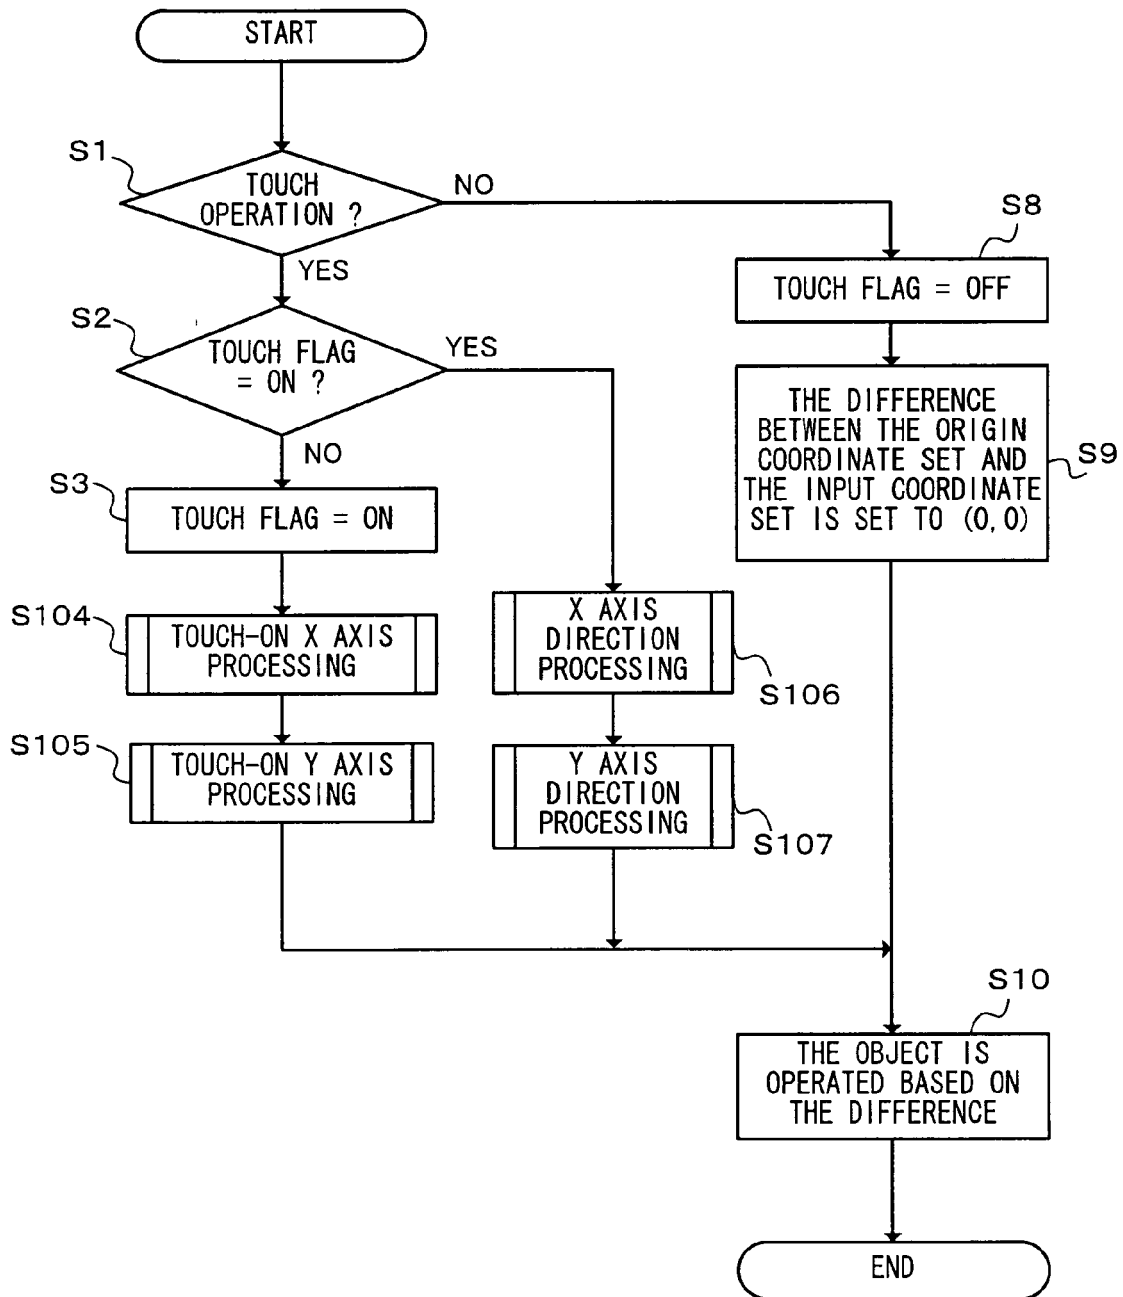 START
S1
TOUCH
OPERATION ?
NO
YES
S8
TOUCH FLAG = OFF
S2
TOUCH FLAG
= ON ?
YES
NO
THE DIFFERENCE
BETWEEN THE ORIGIN
COORDINATE SET AND
THE INPUT COORDINATE
SET IS SET TO (0,0)
S9
S3
TOUCH FLAG = ON
S104
TOUCH-ON X AXIS
PROCESSING
X AXIS
DIRECTION
PROCESSING
S106
S105
TOUCH-ON Y AXIS
PROCESSING
Y AXIS
DIRECTION
PROCESSING
S107
S10
THE OBJECT IS
OPERATED BASED ON
THE DIFFERENCE
END